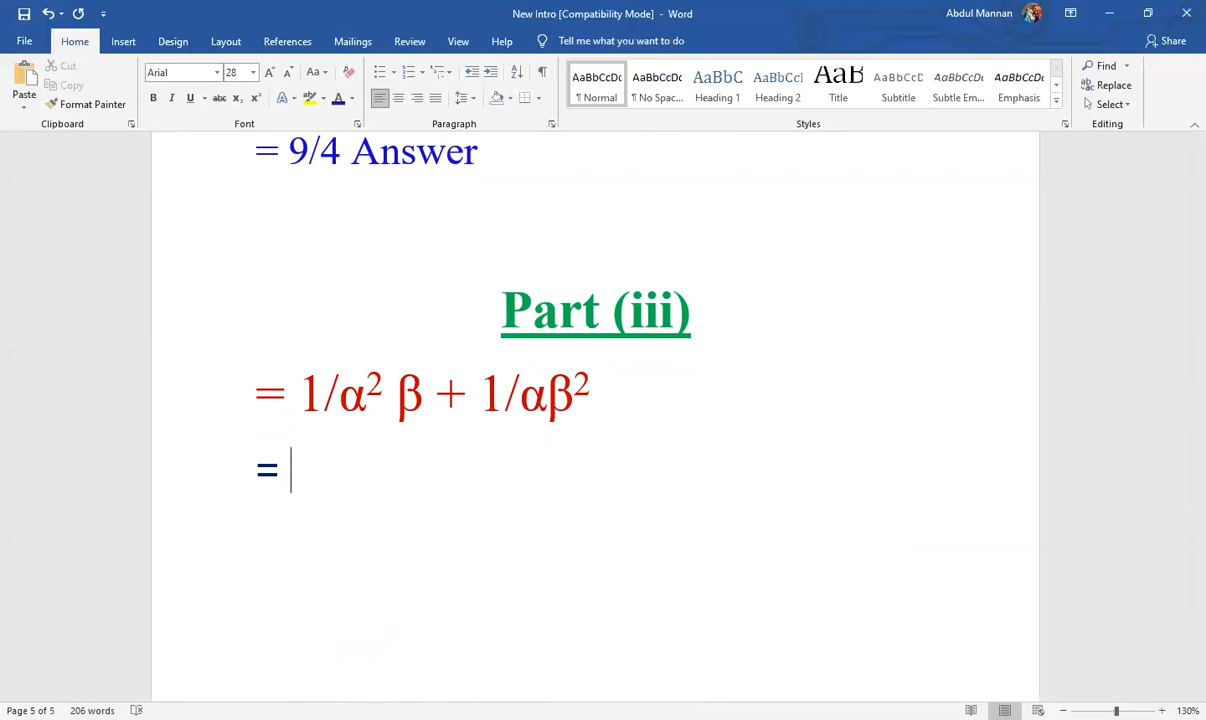 New Intro [Compatibility Mode] - Word
Abdul Mannan
File Home Insert Design Layout References Mailings Review View Help Tell me what you want to do Share
Paste
Cut
Copy
Format Painter
Clipboard
Arial 28
Font
Paragraph
AaBbCcDc ¶ Normal
AaBbCcDc ¶ No Spac...
AaBbC Heading 1
AaBbCcI Heading 2
AaB Title
AaBbCcD Subtitle
AaBbCcD Subtle Em...
AaBbCcDc Emphasis
Styles
Find
Replace
Select
Editing
= 9/4 Answer
Part (iii)
= 1/α² β + 1/αβ²
=
Page 5 of 5 206 words 130%